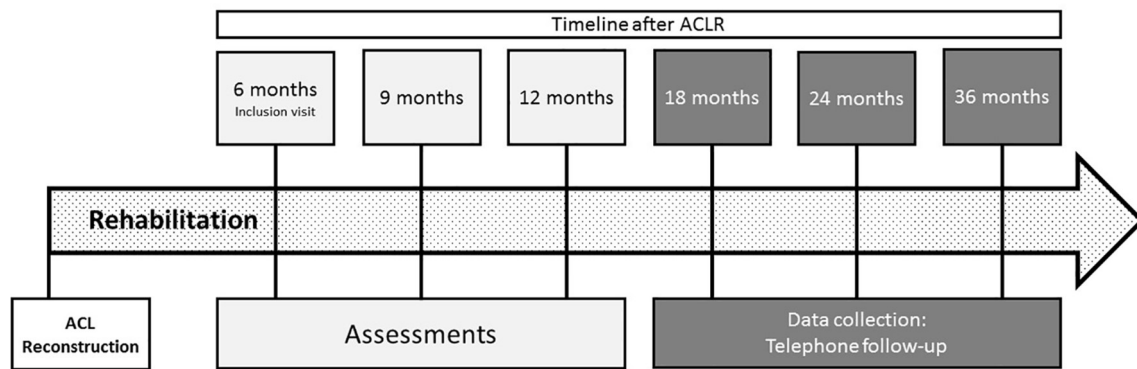 Timeline after ACLR
6 months
Inclusion visit
9 months
12 months
18 months
24 months
36 months
Rehabilitation
ACL
Reconstruction
Assessments
Data collection:
Telephone follow-up